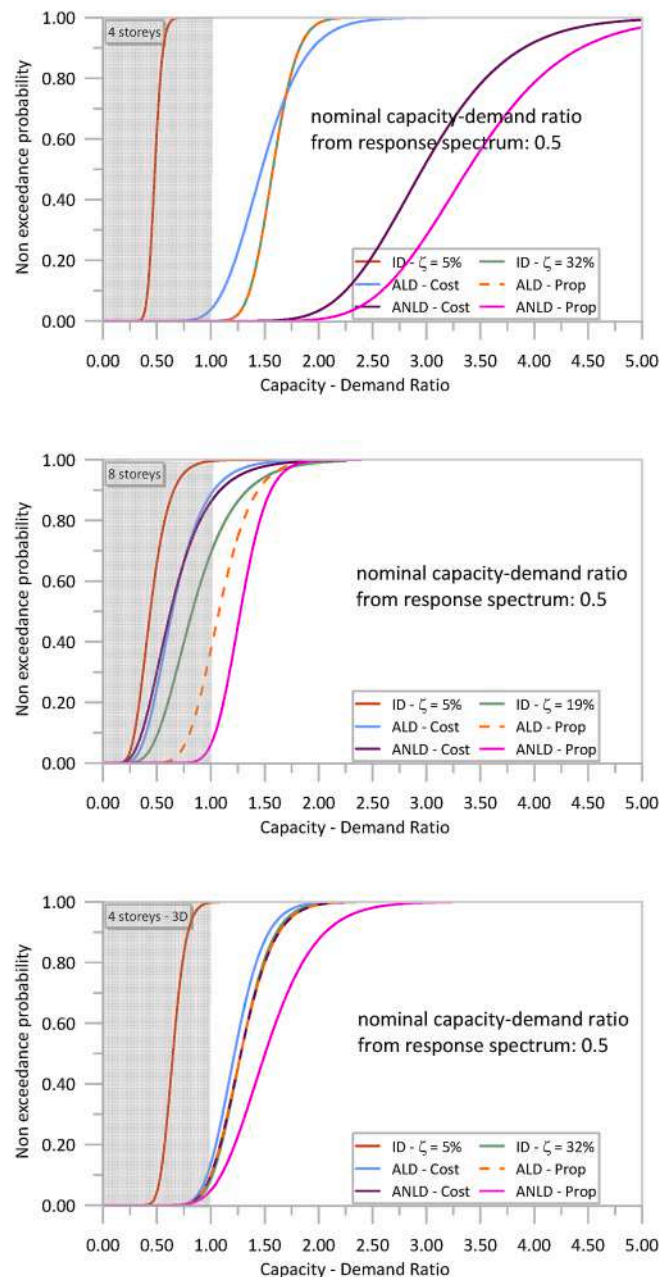 1.00
4 storeys
0.80
nominal capacity-demand ratio
0.60
from response spectrum: 0.5
0.40
Non exceedance probability
0.20
ID - ζ = 5% ID - ζ = 32%
ALD - Cost ALD - Prop
ANLD - Cost ANLD - Prop
0.00
0.00 0.50 1.00 1.50 2.00 2.50 3.00 3.50 4.00 4.50 5.00
Capacity - Demand Ratio
1.00
8 storeys
0.80
nominal capacity-demand ratio
0.60
from response spectrum: 0.5
0.40
Non exceedance probability
0.20
ID - ζ = 5% ID - ζ = 19%
ALD - Cost ALD - Prop
ANLD - Cost ANLD - Prop
0.00
0.00 0.50 1.00 1.50 2.00 2.50 3.00 3.50 4.00 4.50 5.00
Capacity - Demand Ratio
1.00
4 storeys - 3D
0.80
nominal capacity-demand ratio
0.60
from response spectrum: 0.5
0.40
Non exceedance probability
0.20
ID - ζ = 5% ID - ζ = 32%
ALD - Cost ALD - Prop
ANLD - Cost ANLD - Prop
0.00
0.00 0.50 1.00 1.50 2.00 2.50 3.00 3.50 4.00 4.50 5.00
Capacity - Demand Ratio